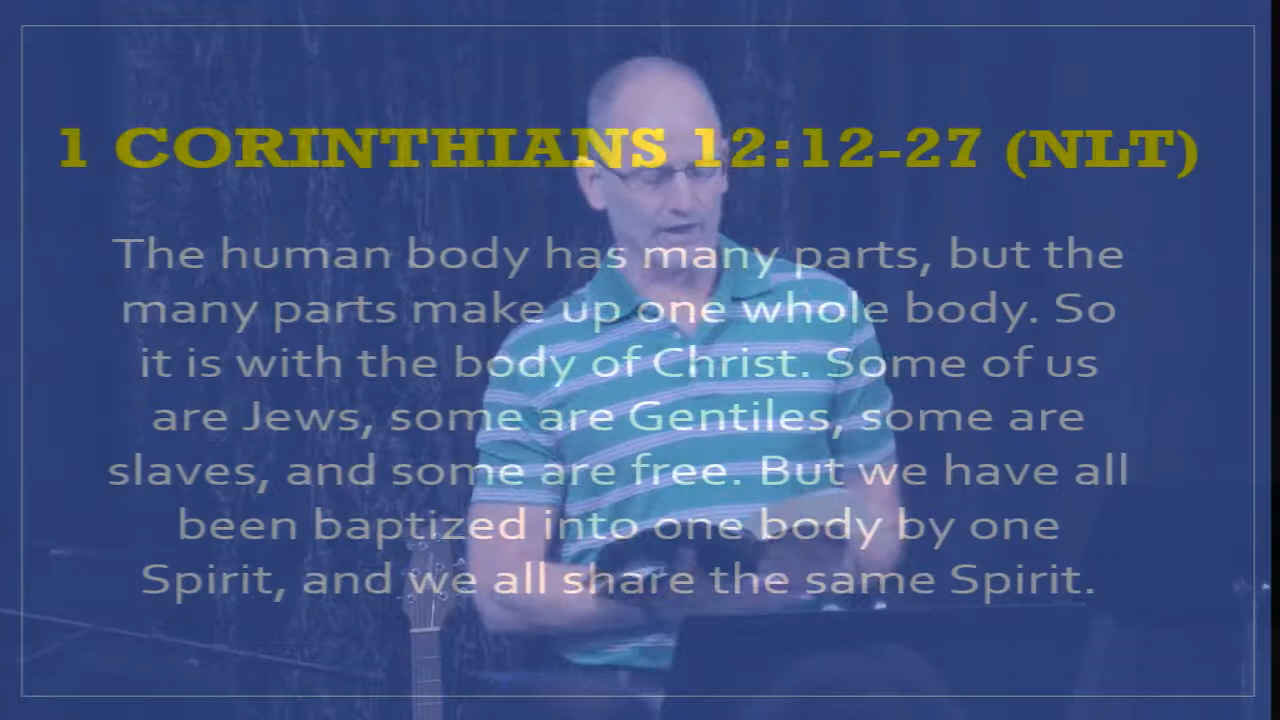 1 CORINTHIANS 12:12-27 (NLT)
The human body has many parts, but the
many parts make up one whole body. So
it is with the body of Christ. Some of us
are Jews, some are Gentiles, some are
slaves, and some are free. But we have all
been baptized into one body by one
Spirit, and we all share the same Spirit.